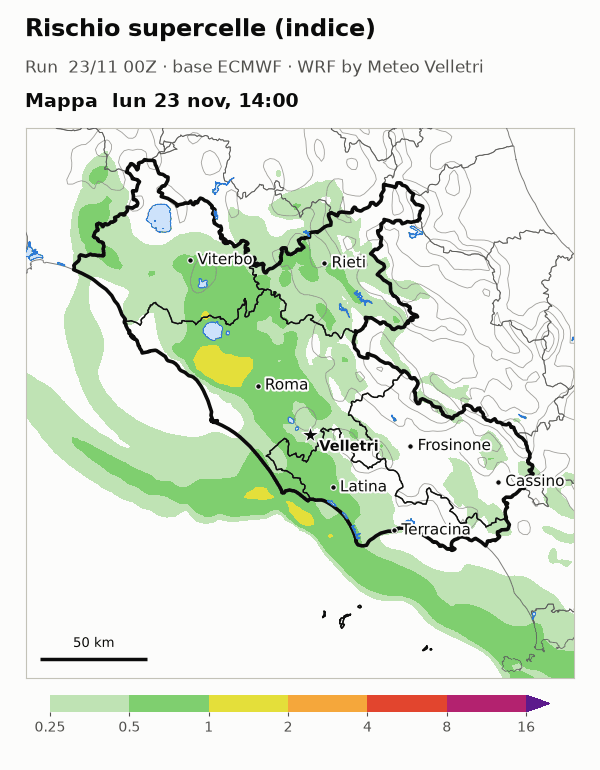 Rischio supercelle (indice)
Run 23/11 00Z · base ECMWF · WRF by Meteo Velletri
Mappa lun 23 nov, 14:00
Viterbo
Rieti
Roma
Velletri
Frosinone
Cassino
Latina
Terracina
50 km
0.25 0.5 1 2 4 8 16